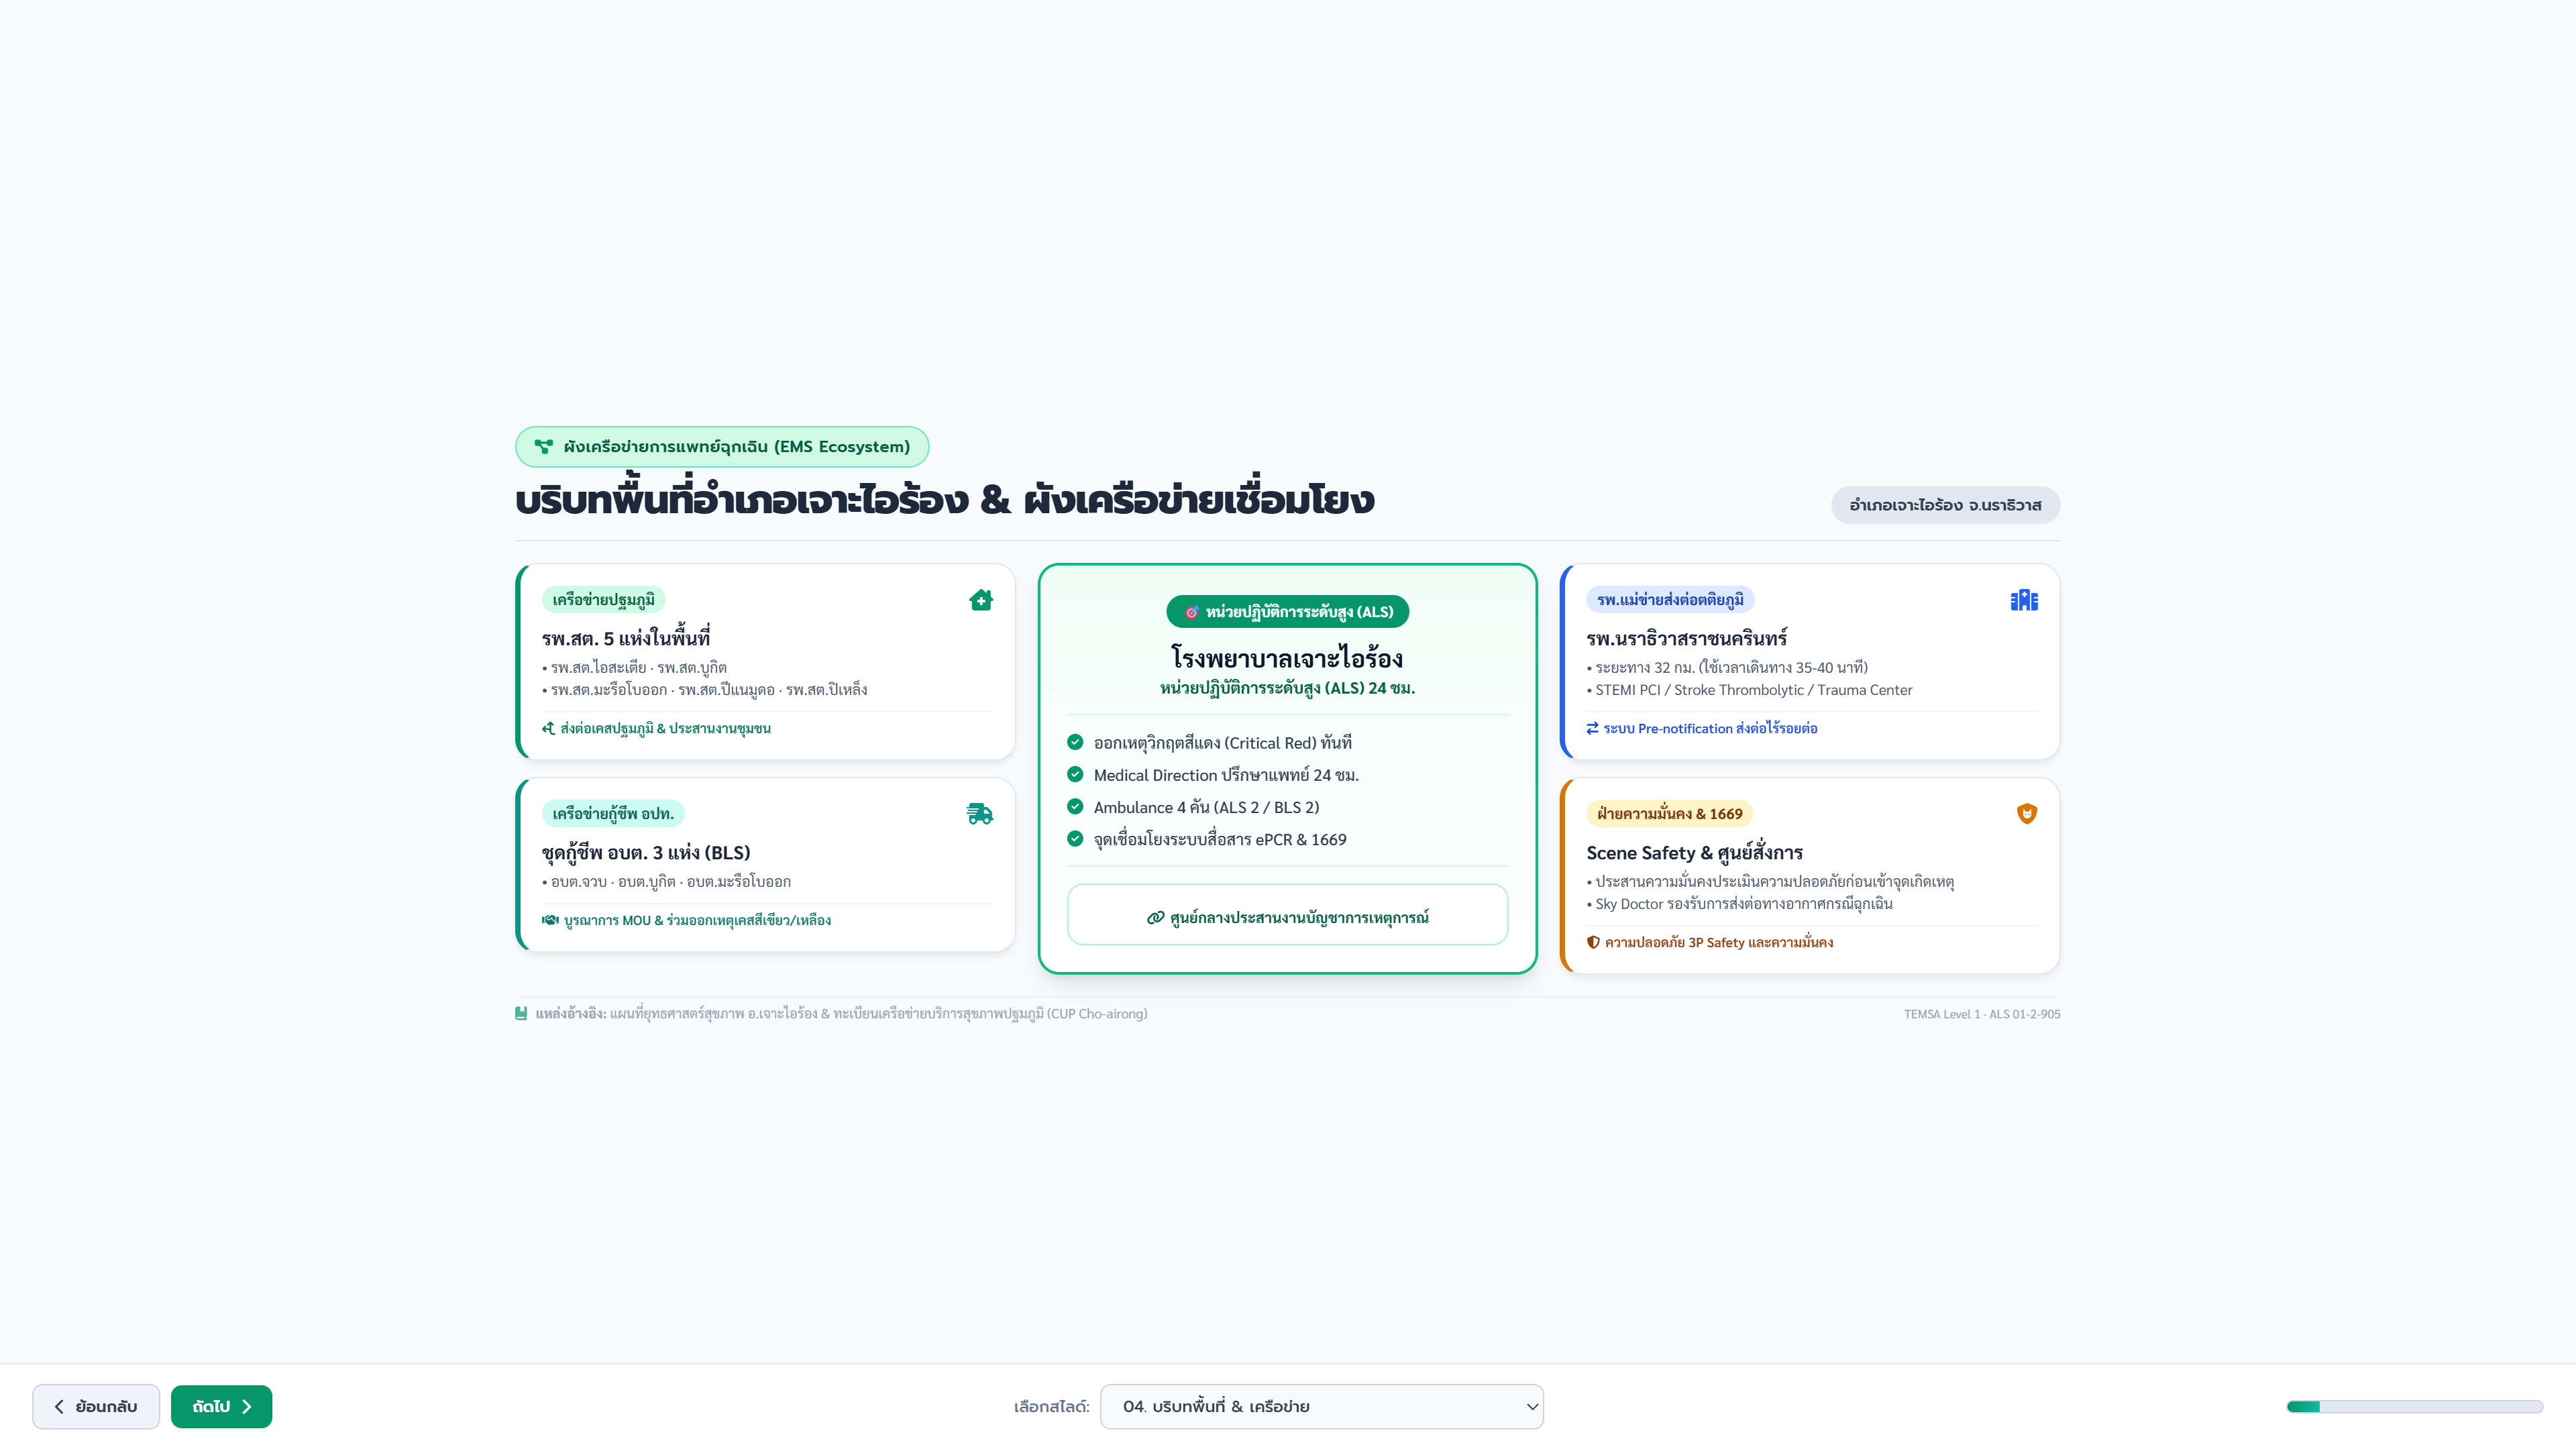 ผังเครือข่ายการแพทย์ฉุกเฉิน (EMS Ecosystem)
บริบทพื้นที่อำเภอเจาะไอร้อง & ผังเครือข่ายเชื่อมโยง
อำเภอเจาะไอร้อง จ.นราธิวาส
เครือข่ายปฐมภูมิ
รพ.สต. 5 แห่งในพื้นที่
• รพ.สต.ไอสะเตีย · รพ.สต.บูกิต
• รพ.สต.มะรือโบออก · รพ.สต.ปีแนมูดอ · รพ.สต.ปิเหล็ง
ส่งต่อเคสปฐมภูมิ & ประสานงานชุมชน
เครือข่ายกู้ชีพ อปท.
ชุดกู้ชีพ อบต. 3 แห่ง (BLS)
• อบต.จวบ · อบต.บูกิต · อบต.มะรือโบออก
บูรณาการ MOU & ร่วมออกเหตุเคสสีเขียว/เหลือง
🎯 หน่วยปฏิบัติการระดับสูง (ALS)
โรงพยาบาลเจาะไอร้อง
หน่วยปฏิบัติการระดับสูง (ALS) 24 ชม.
ออกเหตุวิกฤตสีแดง (Critical Red) ทันที
Medical Direction ปรึกษาแพทย์ 24 ชม.
Ambulance 4 คัน (ALS 2 / BLS 2)
จุดเชื่อมโยงระบบสื่อสาร ePCR & 1669
ศูนย์กลางประสานงานบัญชาการเหตุการณ์
รพ.แม่ข่ายส่งต่อตติยภูมิ
รพ.นราธิวาสราชนครินทร์
• ระยะทาง 32 กม. (ใช้เวลาเดินทาง 35-40 นาที)
• STEMI PCI / Stroke Thrombolytic / Trauma Center
ระบบ Pre-notification ส่งต่อไร้รอยต่อ
ฝ่ายความมั่นคง & 1669
Scene Safety & ศูนย์สั่งการ
• ประสานความมั่นคงประเมินความปลอดภัยก่อนเข้าจุดเกิดเหตุ
• Sky Doctor รองรับการส่งต่อทางอากาศกรณีฉุกเฉิน
ความปลอดภัย 3P Safety และความมั่นคง
แหล่งอ้างอิง: แผนที่ยุทธศาสตร์สุขภาพ อ.เจาะไอร้อง & ทะเบียนเครือข่ายบริการสุขภาพปฐมภูมิ (CUP Cho-airong)
TEMSA Level 1 · ALS 01-2-905
ย้อนกลับ
ถัดไป
เลือกสไลด์:
04. บริบทพื้นที่ & เครือข่าย